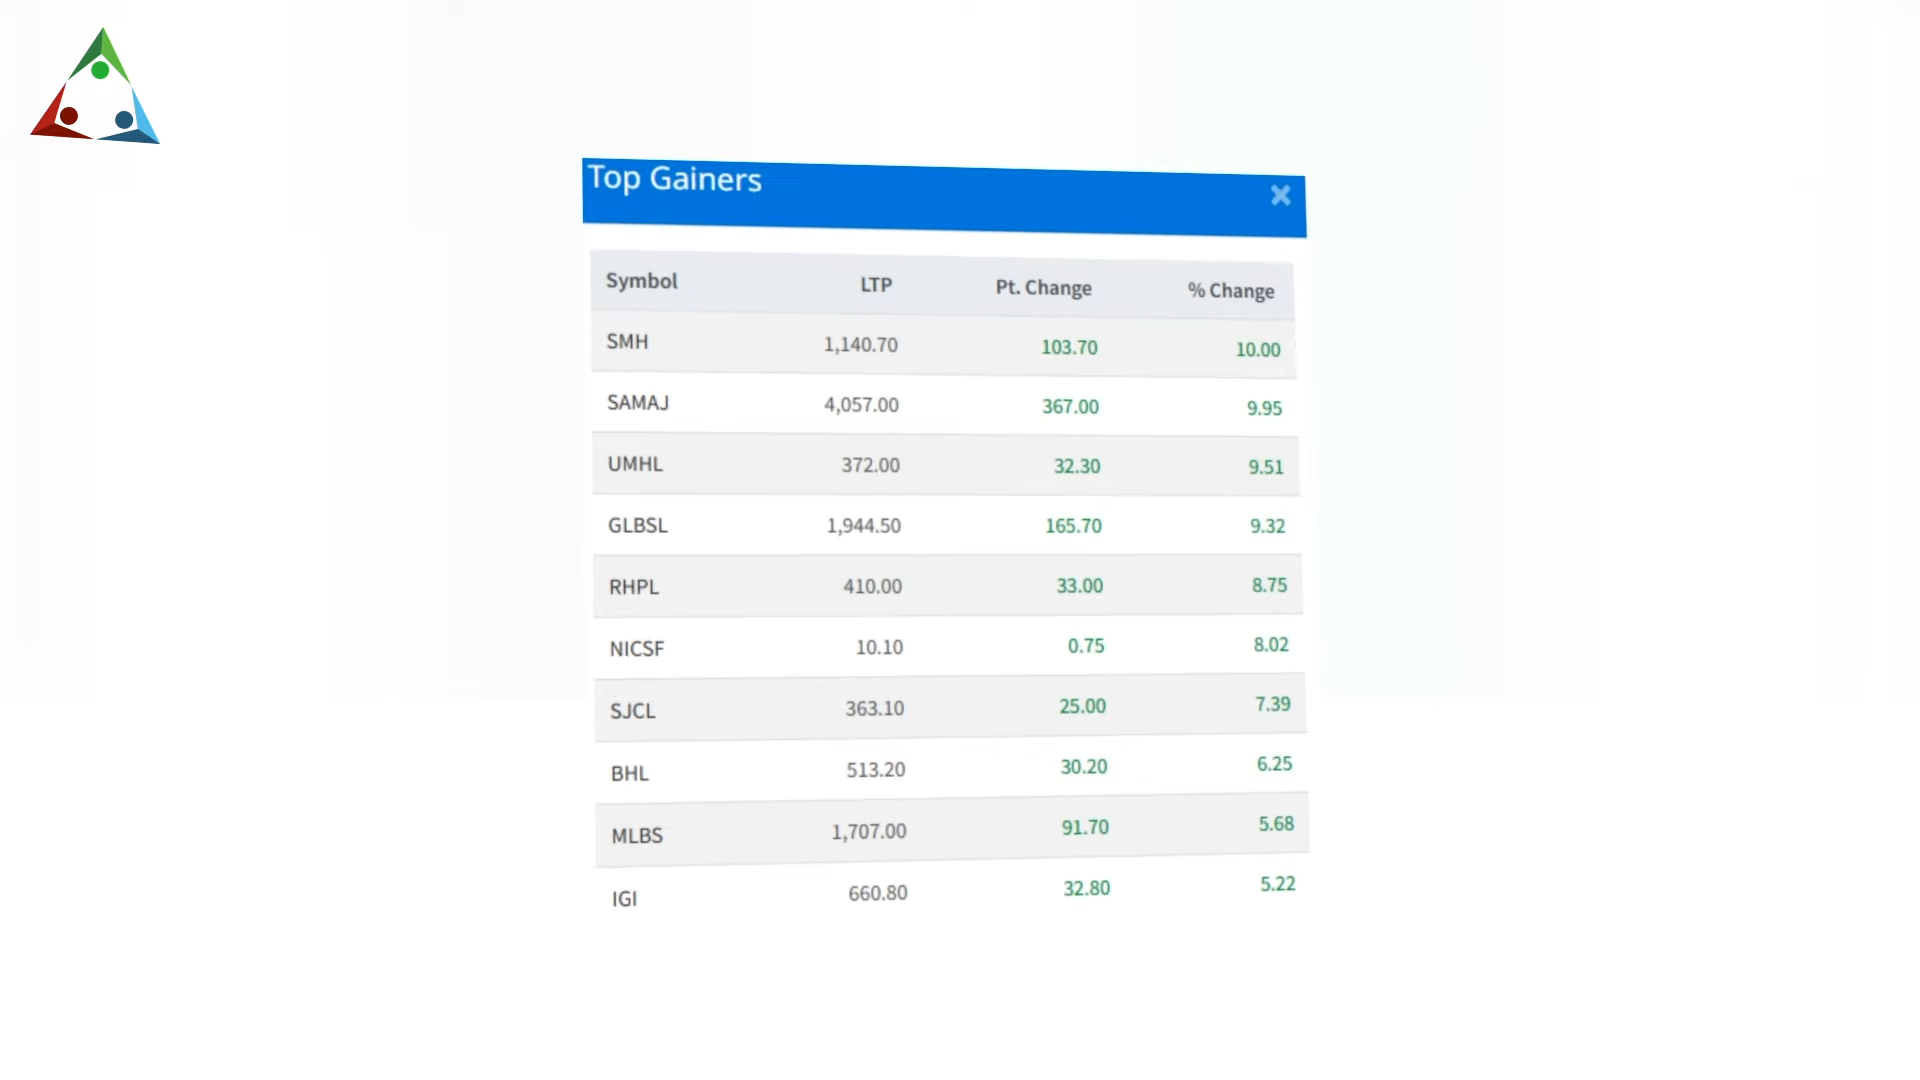 Top Gainers
Symbol LTP Pt. Change % Change
SMH 1,140.70 103.70 10.00
SAMAJ 4,057.00 367.00 9.95
UMHL 372.00 32.30 9.51
GLBSL 1,944.50 165.70 9.32
RHPL 410.00 33.00 8.75
NICSF 10.10 0.75 8.02
SJCL 363.10 25.00 7.39
BHL 513.20 30.20 6.25
MLBS 1,707.00 91.70 5.68
IGI 660.80 32.80 5.22